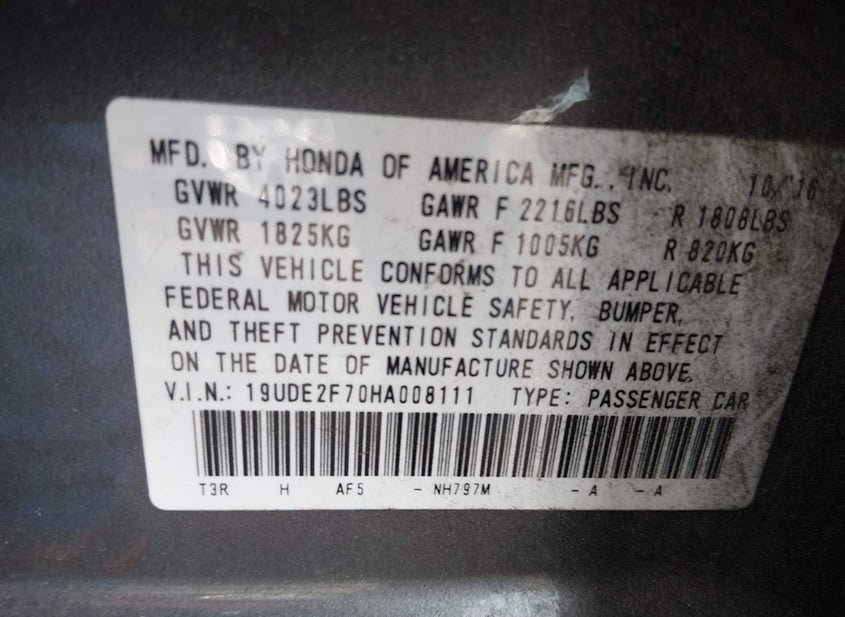 MFD. BY HONDA OF AMERICA MFG., INC. 10/16
GVWR 4023LBS GAWR F 2216LBS R 1808LBS
GVWR 1825KG GAWR F 1005KG R 820KG
THIS VEHICLE CONFORMS TO ALL APPLICABLE
FEDERAL MOTOR VEHICLE SAFETY, BUMPER,
AND THEFT PREVENTION STANDARDS IN EFFECT
ON THE DATE OF MANUFACTURE SHOWN ABOVE.
V.I.N.: 19UDE2F70HA008111 TYPE: PASSENGER CAR
T3R H AF5 - NH797M - A - A